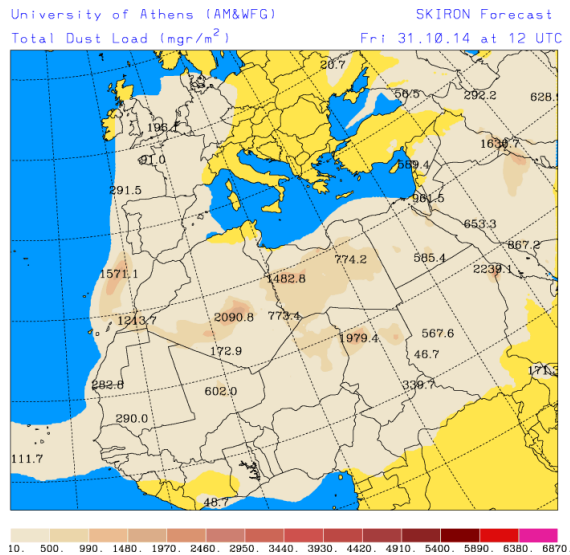 University of Athens (AM&WFG) SKIRON Forecast
Total Dust Load (mgr/m²) Fri 31.10.14 at 12 UTC
20.7
56.5 292.2 628.
196.1
1639.7
91.0 589.4
291.5 961.5
653.3
867.2
774.2 585.4
1571.1 1482.8 2239.1
1213.7 2090.8 773.4
567.6
172.9 1979.4
46.7
171.3
282.8 602.0 339.7
290.0
111.7
48.7
10. 500. 990. 1480. 1970. 2460. 2950. 3440. 3930. 4420. 4910. 5400. 5890. 6380. 6870